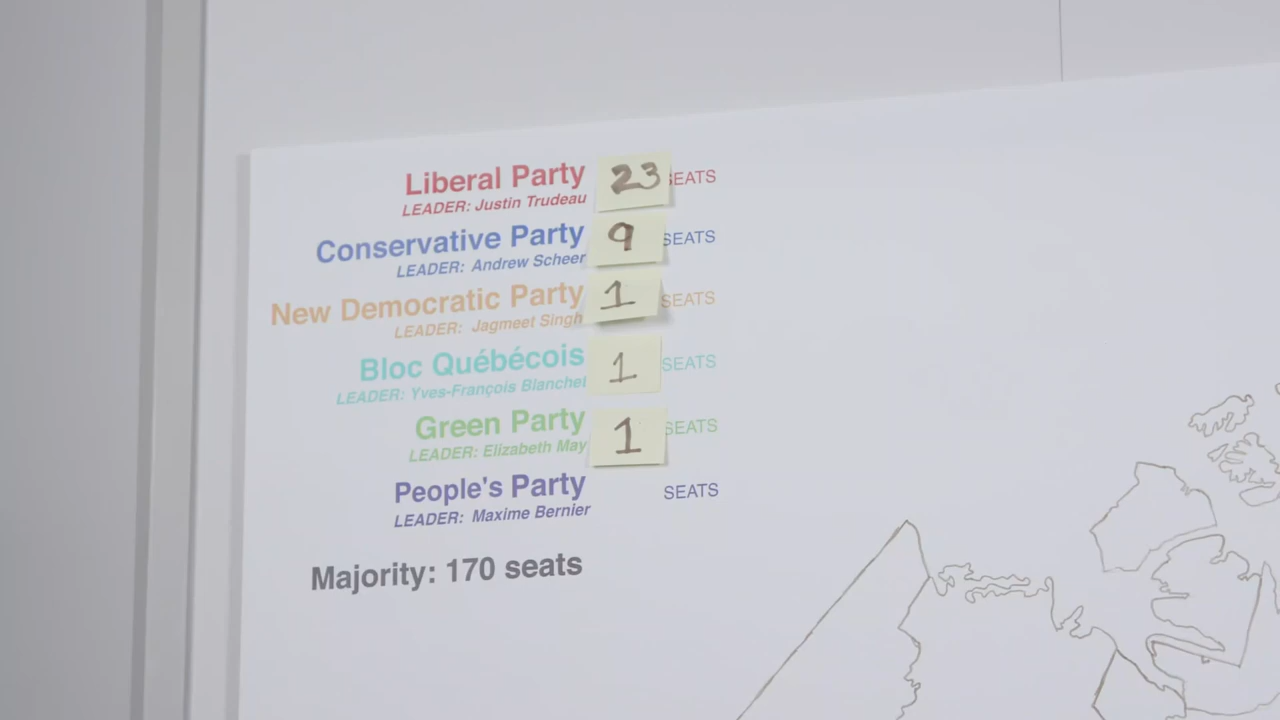 Liberal Party 23 SEATS
LEADER: Justin Trudeau
Conservative Party 9 SEATS
LEADER: Andrew Scheer
New Democratic Party 1 SEATS
LEADER: Jagmeet Singh
Bloc Québécois 1 SEATS
LEADER: Yves-François Blanchet
Green Party 1 SEATS
LEADER: Elizabeth May
People's Party SEATS
LEADER: Maxime Bernier
Majority: 170 seats